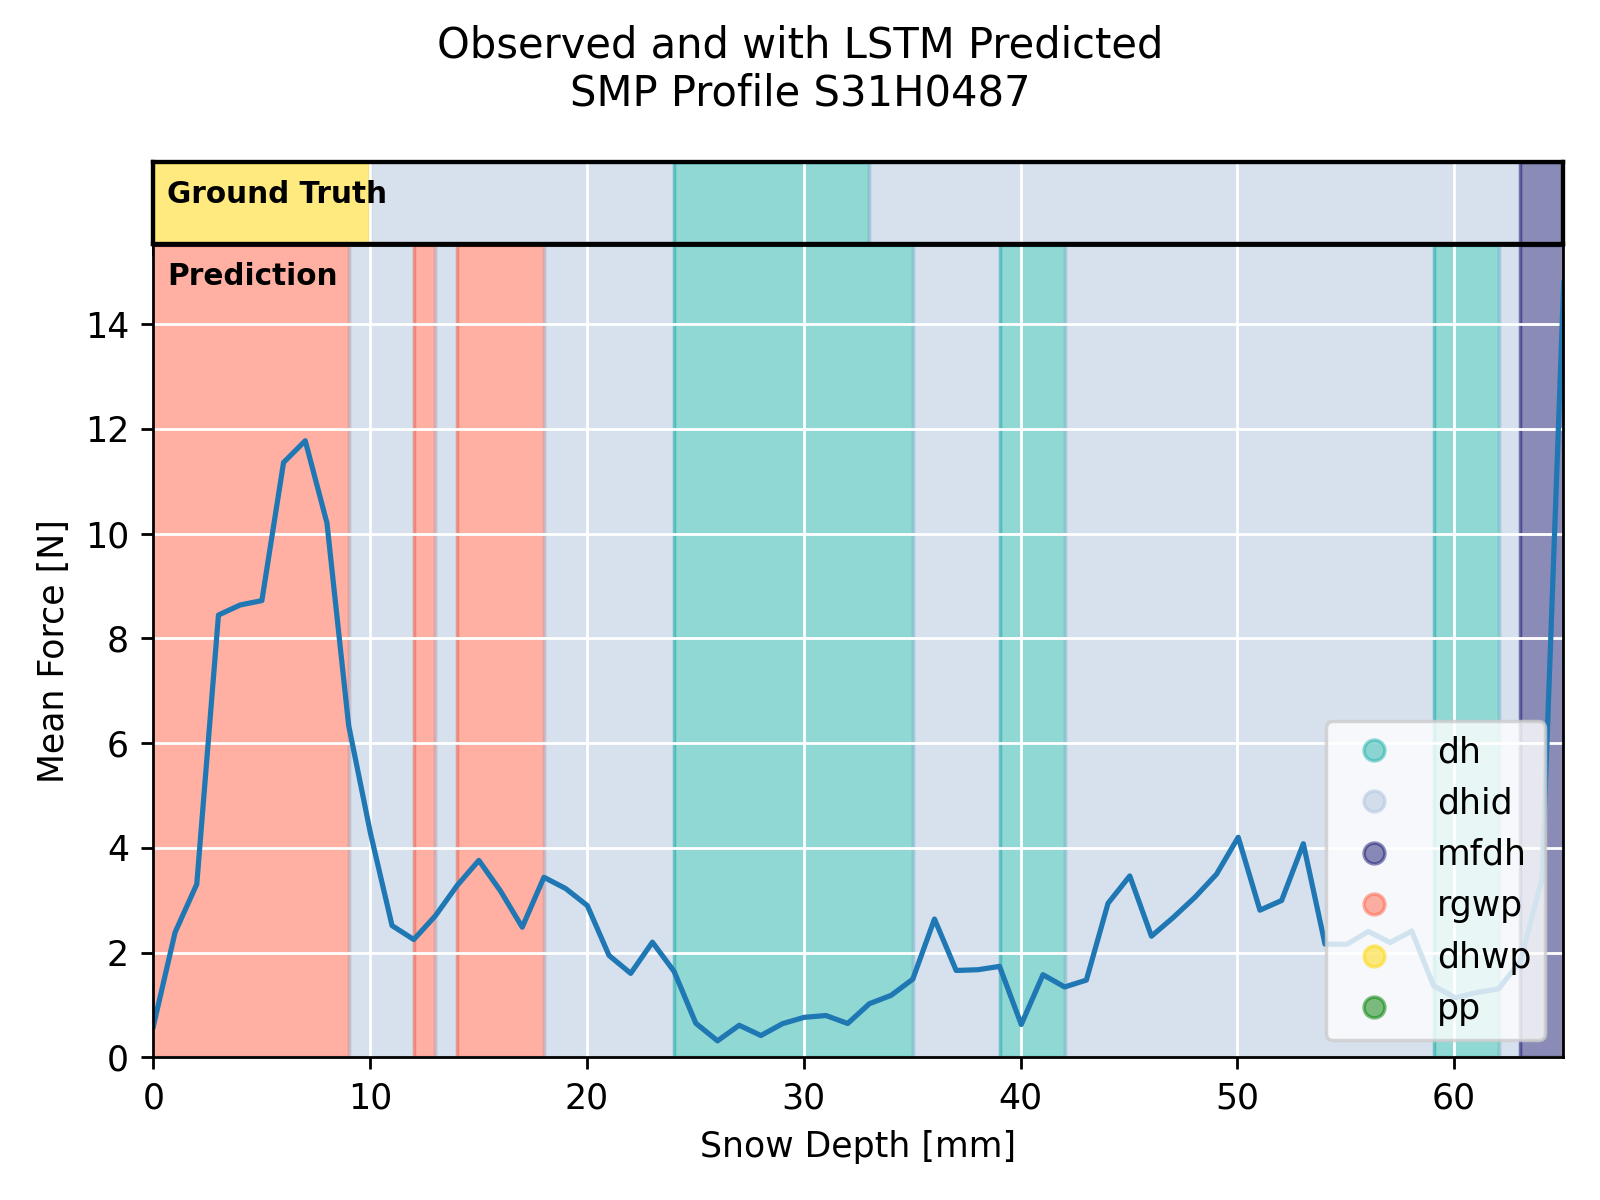 Observed and with LSTM Predicted
SMP Profile S31H0487
Ground Truth
Prediction
14
12
10
8
6
4
2
0
Mean Force [N]
0 10 20 30 40 50 60
Snow Depth [mm]
dh
dhid
mfdh
rgwp
dhwp
pp